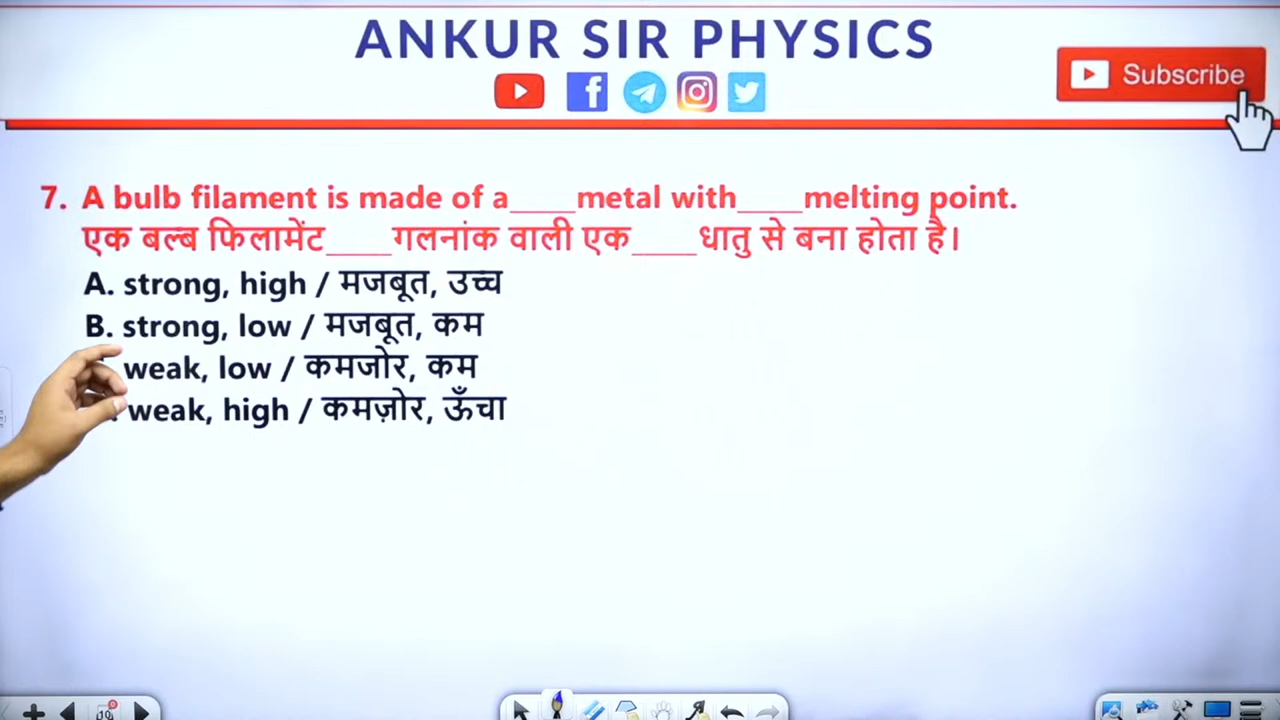 ANKUR SIR PHYSICS
Subscribe
7. A bulb filament is made of a____metal with____melting point.
एक बल्ब फिलामेंट____गलनांक वाली एक____धातु से बना होता है।
A. strong, high / मजबूत, उच्च
B. strong, low / मजबूत, कम
weak, low / कमजोर, कम
weak, high / कमज़ोर, ऊँचा